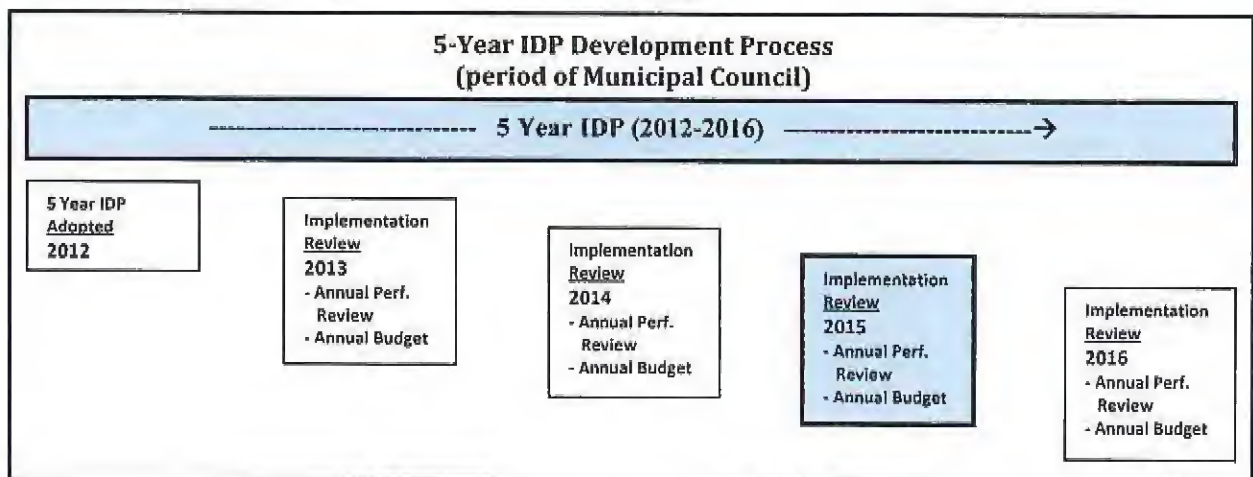 5-Year IDP Development Process
(period of Municipal Council)
5 Year IDP (2012-2016)
5 Year IDP
Adopted
2012
Implementation
Review
2013
- Annual Perf.
Review
- Annual Budget
Implementation
Review
2014
- Annual Perf.
Review
- Annual Budget
Implementation
Review
2015
- Annual Perf.
Review
- Annual Budget
Implementation
Review
2016
- Annual Perf.
Review
- Annual Budget